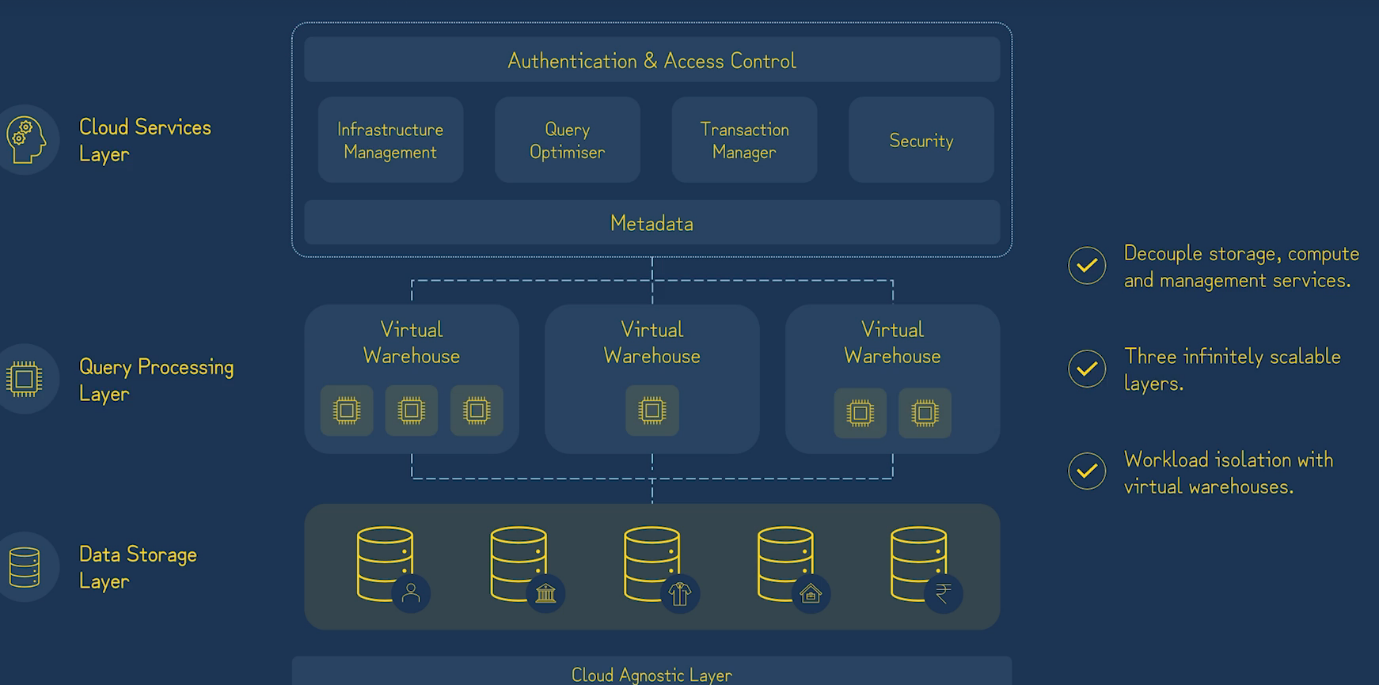 Authentication & Access Control
Cloud Services
Layer
Infrastructure
Management
Query
Optimiser
Transaction
Manager
Security
Metadata
Decouple storage, compute
and management services.
Query Processing
Layer
Virtual
Warehouse
Virtual
Warehouse
Virtual
Warehouse
Three infinitely scalable
layers.
Workload isolation with
virtual warehouses.
Data Storage
Layer
₹
Cloud Agnostic Layer